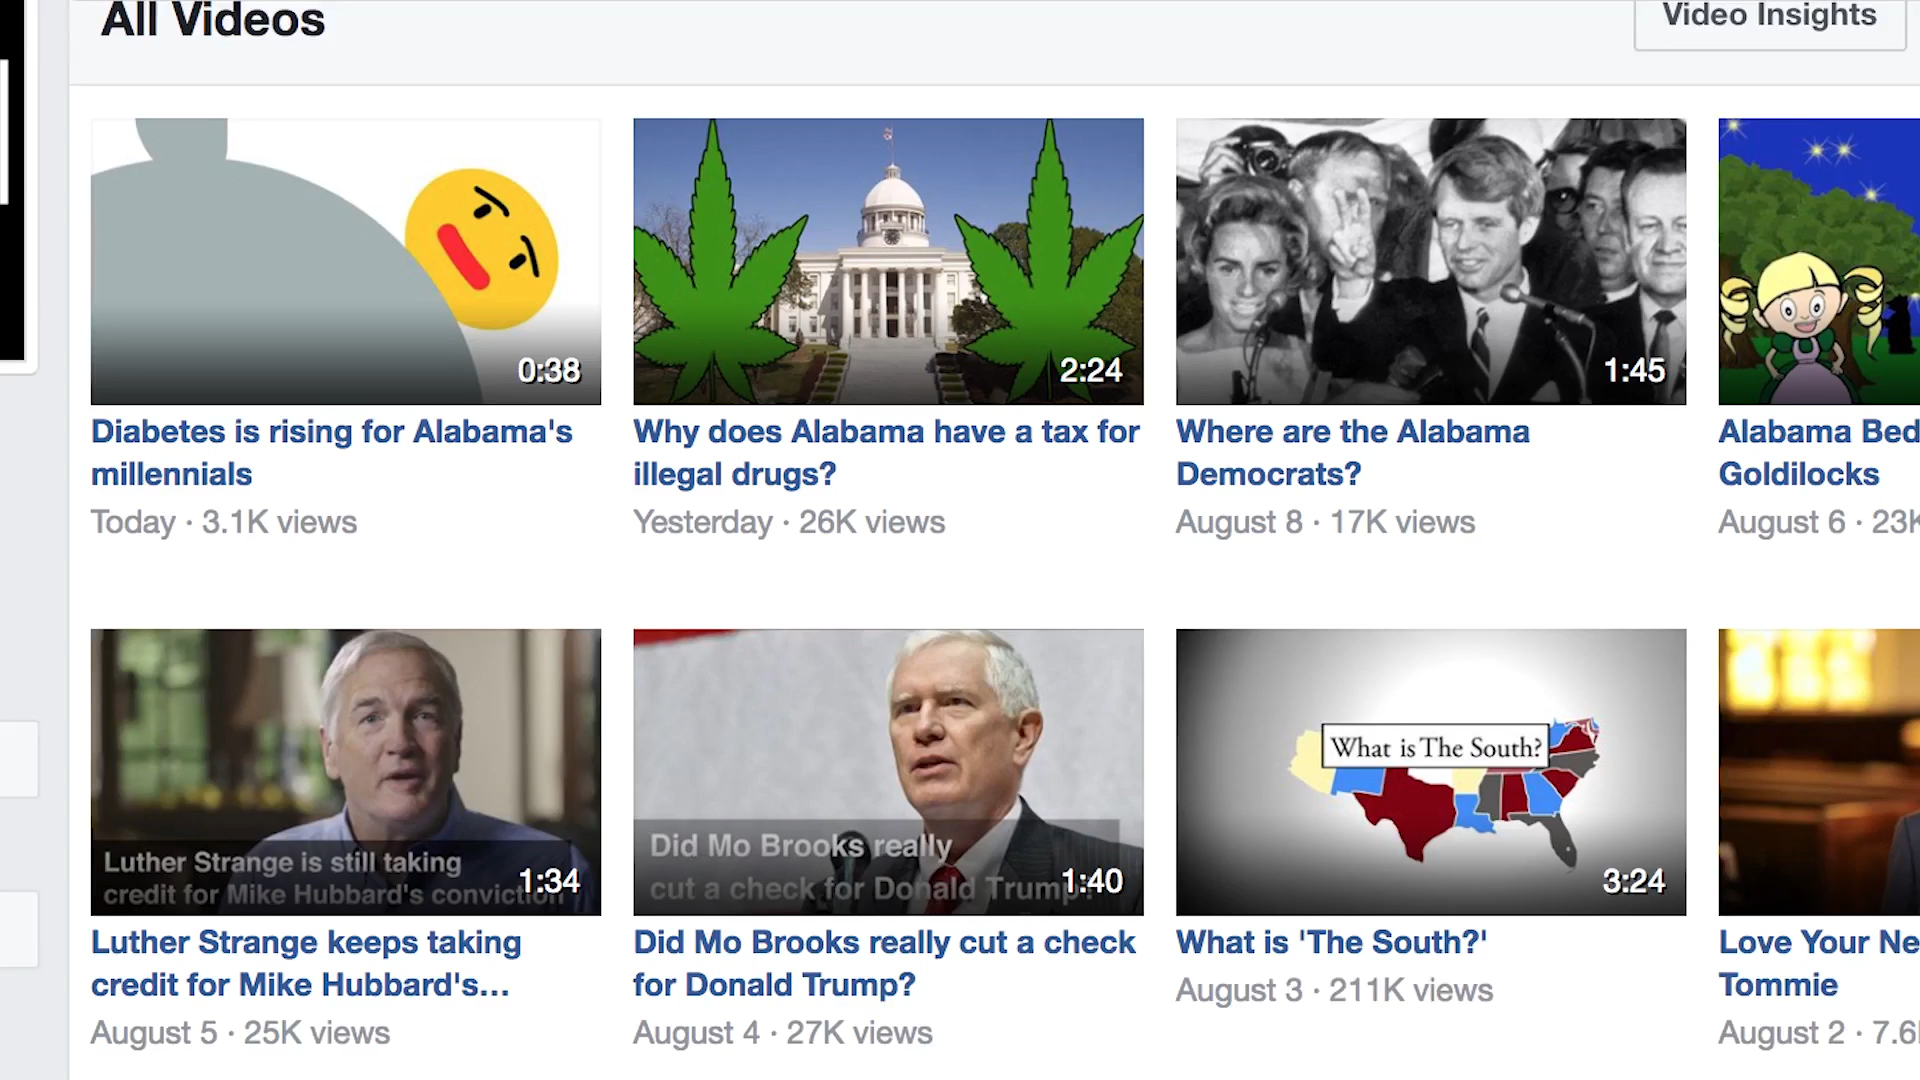 All Videos
Video Insights
0:38
2:24
1:45
Diabetes is rising for Alabama's
millennials
Today · 3.1K views
Why does Alabama have a tax for
illegal drugs?
Yesterday · 26K views
Where are the Alabama
Democrats?
August 8 · 17K views
Alabama Bed
Goldilocks
August 6 · 23K
Luther Strange is still taking
credit for Mike Hubbard's conviction
1:34
Did Mo Brooks really
cut a check for Donald Trump?
1:40
What is The South?
3:24
Luther Strange keeps taking
credit for Mike Hubbard's...
August 5 · 25K views
Did Mo Brooks really cut a check
for Donald Trump?
August 4 · 27K views
What is 'The South?'
August 3 · 211K views
Love Your Ne
Tommie
August 2 · 7.6